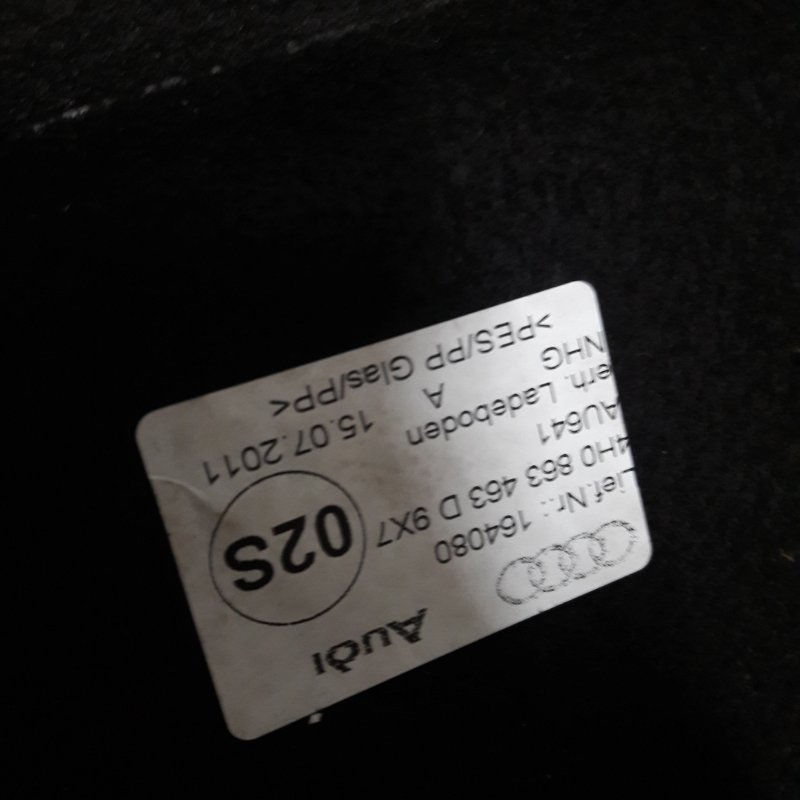 Audi
Lief.Nr.: 164080
4H0 863 463 D 9X7
AU641
erh. Ladeboden
NHG A 15.07.2011
>PES/PP Glas/PP<
02S